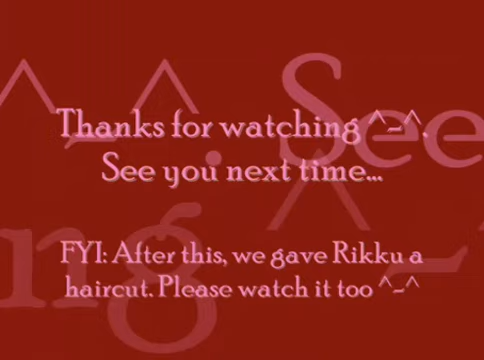 Thanks for watching ^-^.
See you next time...
FYI: After this, we gave Rikku a
haircut. Please watch it too ^-^